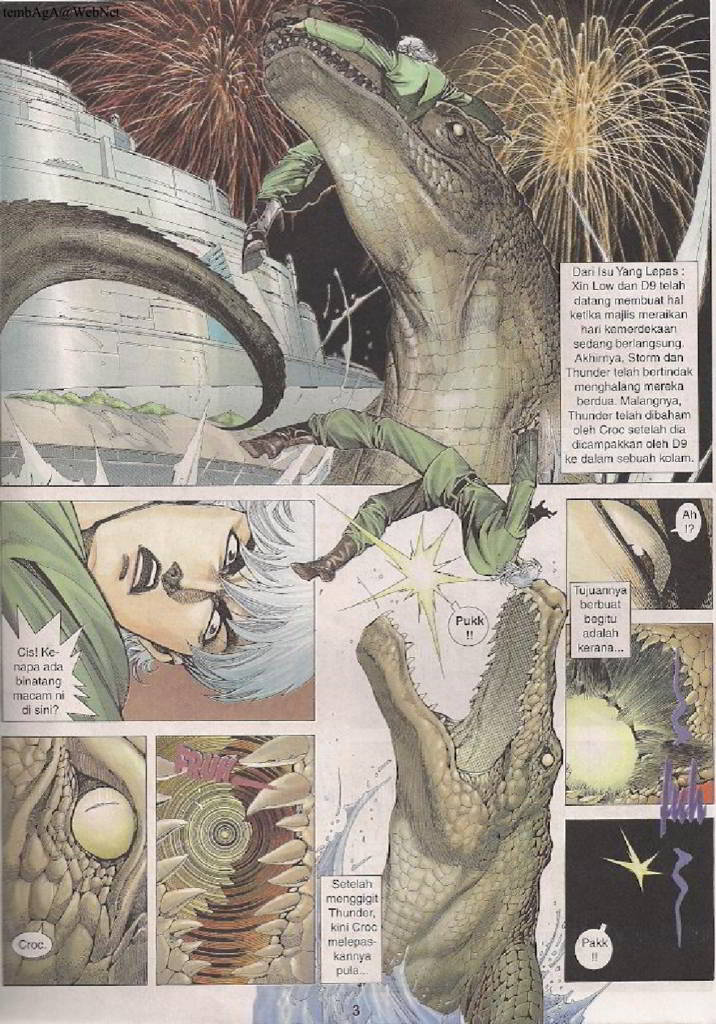 tembAgA@WebNet
Dari Isu Yang Lepas :
Xin Low dan D9 telah
datang membuat hal
ketika majlis meraikan
hari kemerdekaan
sedang berlangsung.
Akhirnya, Storm dan
Thunder telah bertindak
menghalang mereka
berdua. Malangnya,
Thunder telah dibaham
oleh Croc setelah dia
dicampakkan oleh D9
ke dalam sebuah kolam.
Cis! Ke-
napa ada
binatang
macam ni
di sini?
Pukk
!!
Ah
!?
Tujuannya
berbuat
begitu
adalah
kerana...
Croc.
FRUH
Setelah
menggigit
Thunder,
kini Croc
melepas-
kannya
pula...
Pakk
!!
3